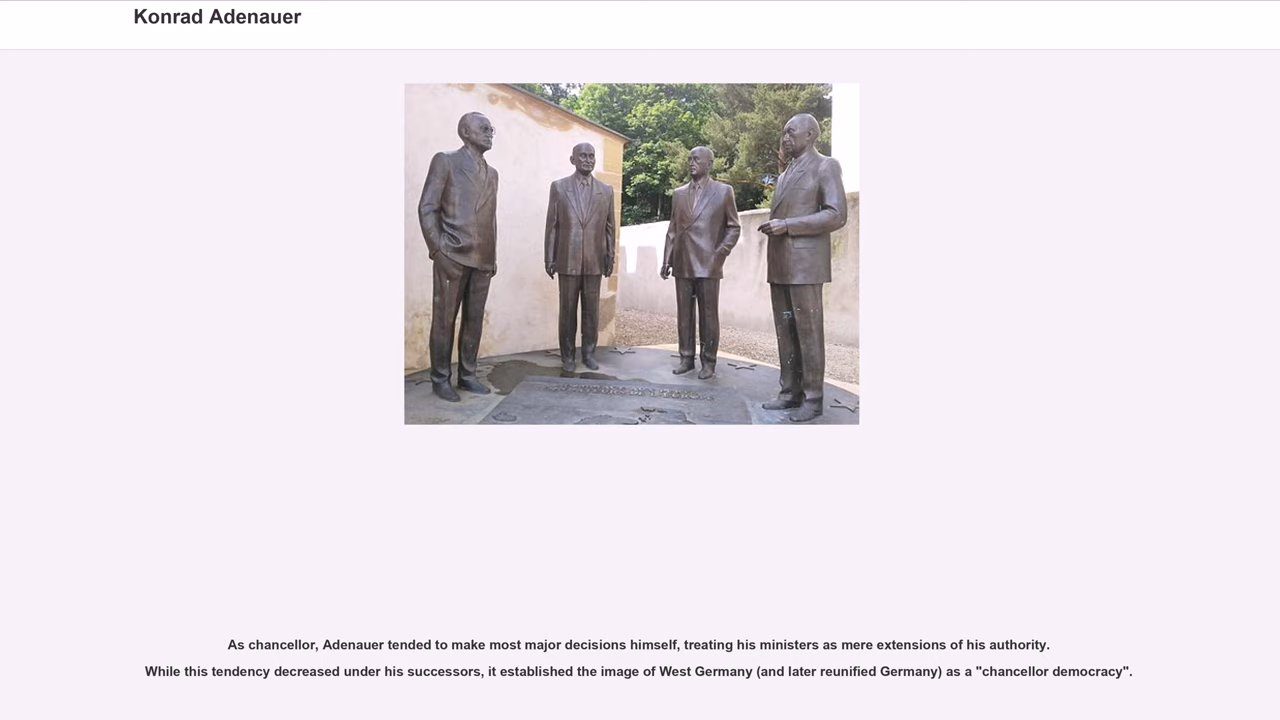 Konrad Adenauer
As chancellor, Adenauer tended to make most major decisions himself, treating his ministers as mere extensions of his authority.
While this tendency decreased under his successors, it established the image of West Germany (and later reunified Germany) as a "chancellor democracy".